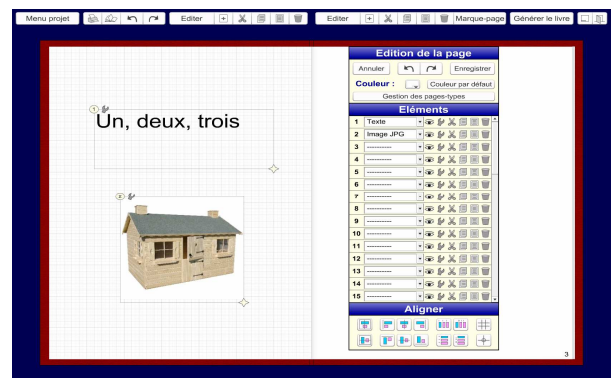 Menu projet Editer Editer Marque-page Générer le livre
1
Un, deux, trois
2
Edition de la page
Annuler Enregistrer
Couleur : Couleur par défaut
Gestion des pages-types
Eléments
1 Texte
2 Image JPG
3 ----------
4 ----------
5 ----------
6 ----------
7 ----------
8 ----------
9 ----------
10 ----------
11 ----------
12 ----------
13 ----------
14 ----------
15 ----------
Aligner
3